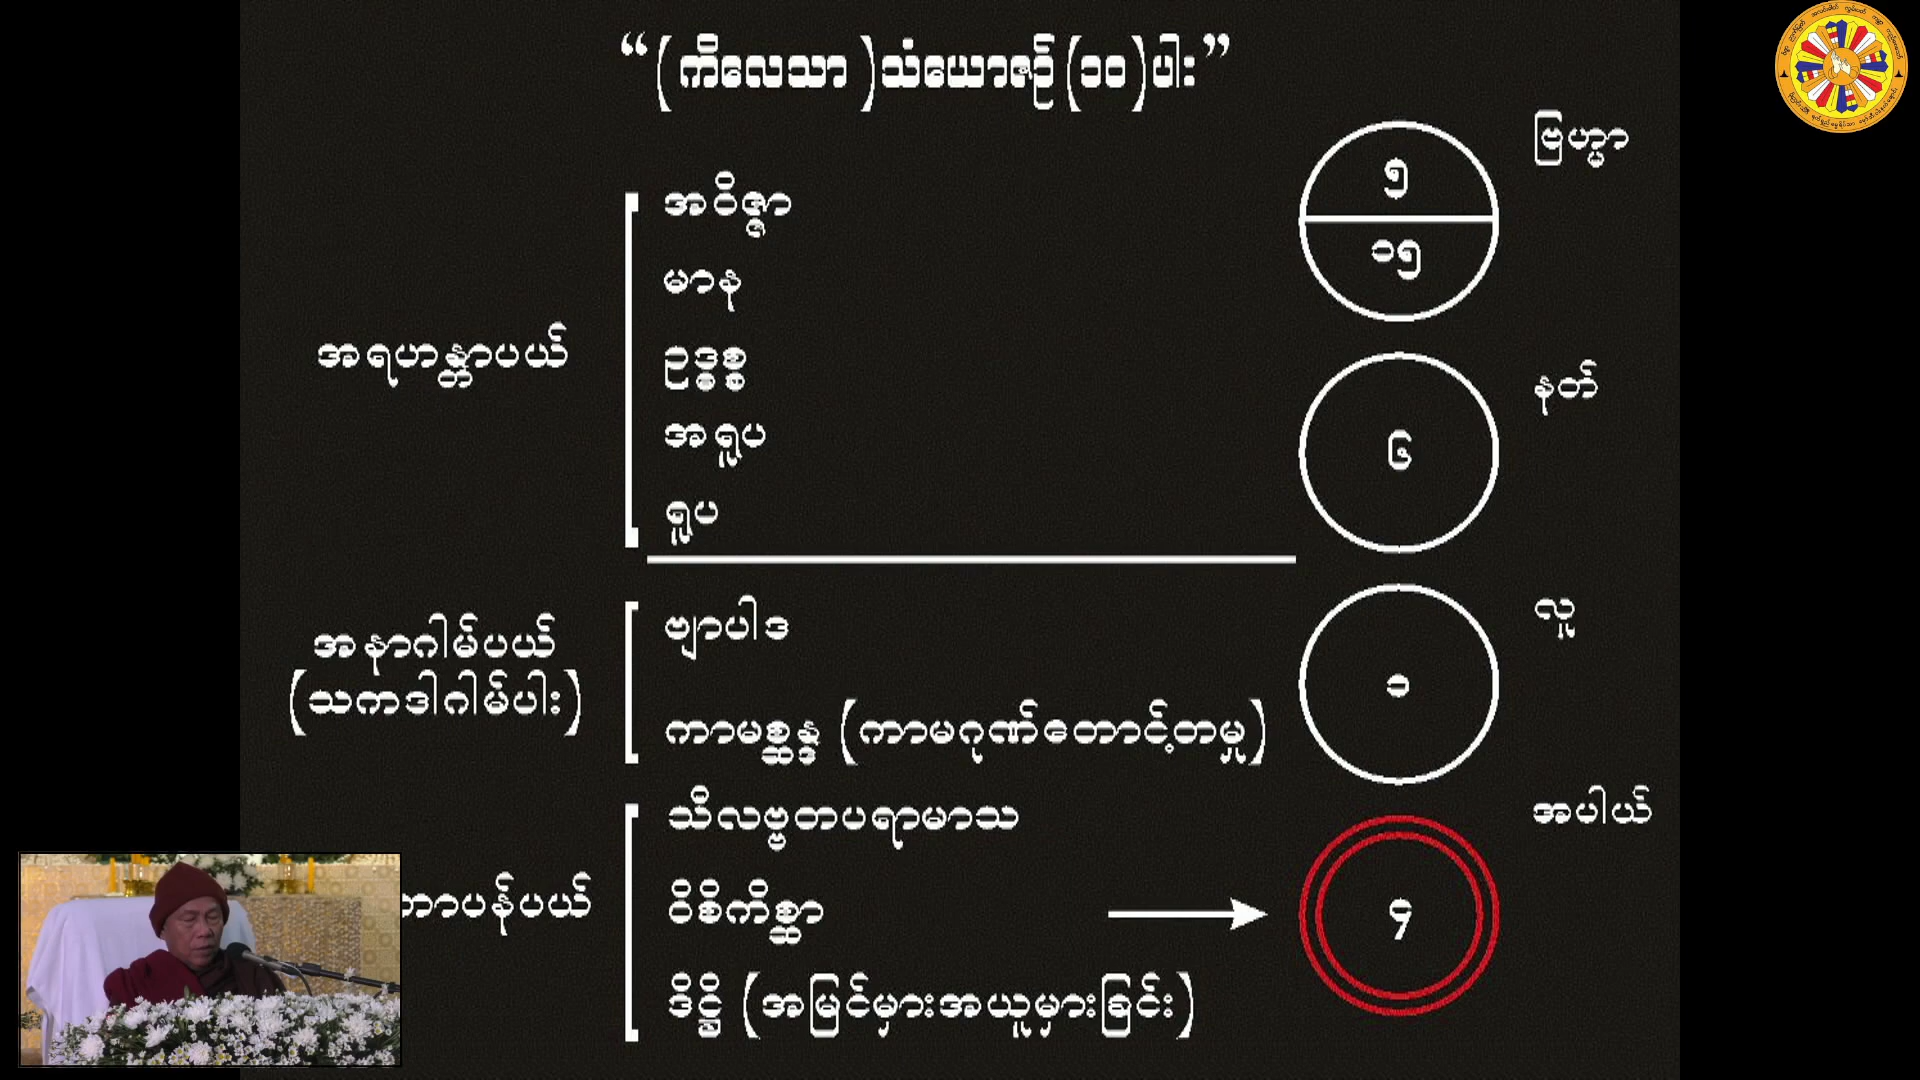 “(ကိလေသာ)သံယောဇဉ်(၁၀)ပါး”
အဝိဇ္ဇာ
မာန
ဥဒ္ဓစ္စ
အရူပ
ရူပ
အရဟန္တာပယ်
ဗျာပါဒ
ကာမစ္ဆန္ဒ (ကာမဂုဏ်တောင့်တမှု)
အနာဂါမ်ပယ်
(သကဒါဂါမ်ပါး)
သီလဗ္ဗတပရာမာသ
ဝိစိကိစ္ဆာ
ဒိဋ္ဌိ (အမြင်မှားအယူမှားခြင်း)
တာပန်ပယ်
ဗြဟ္မာ
၅
၁၅
နတ်
၆
လူ
၁
အပါယ်
၄